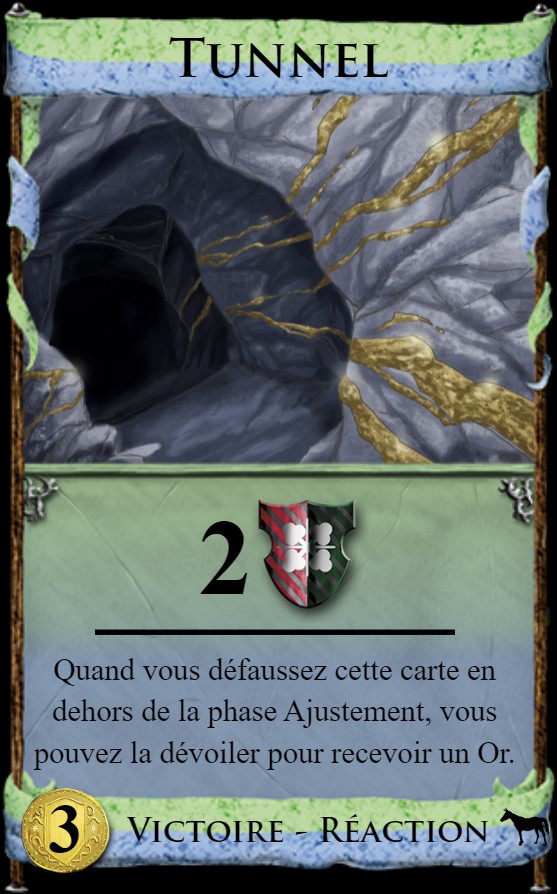 Tunnel
2
Quand vous défaussez cette carte en
dehors de la phase Ajustement, vous
pouvez la dévoiler pour recevoir un Or.
3 Victoire - Réaction